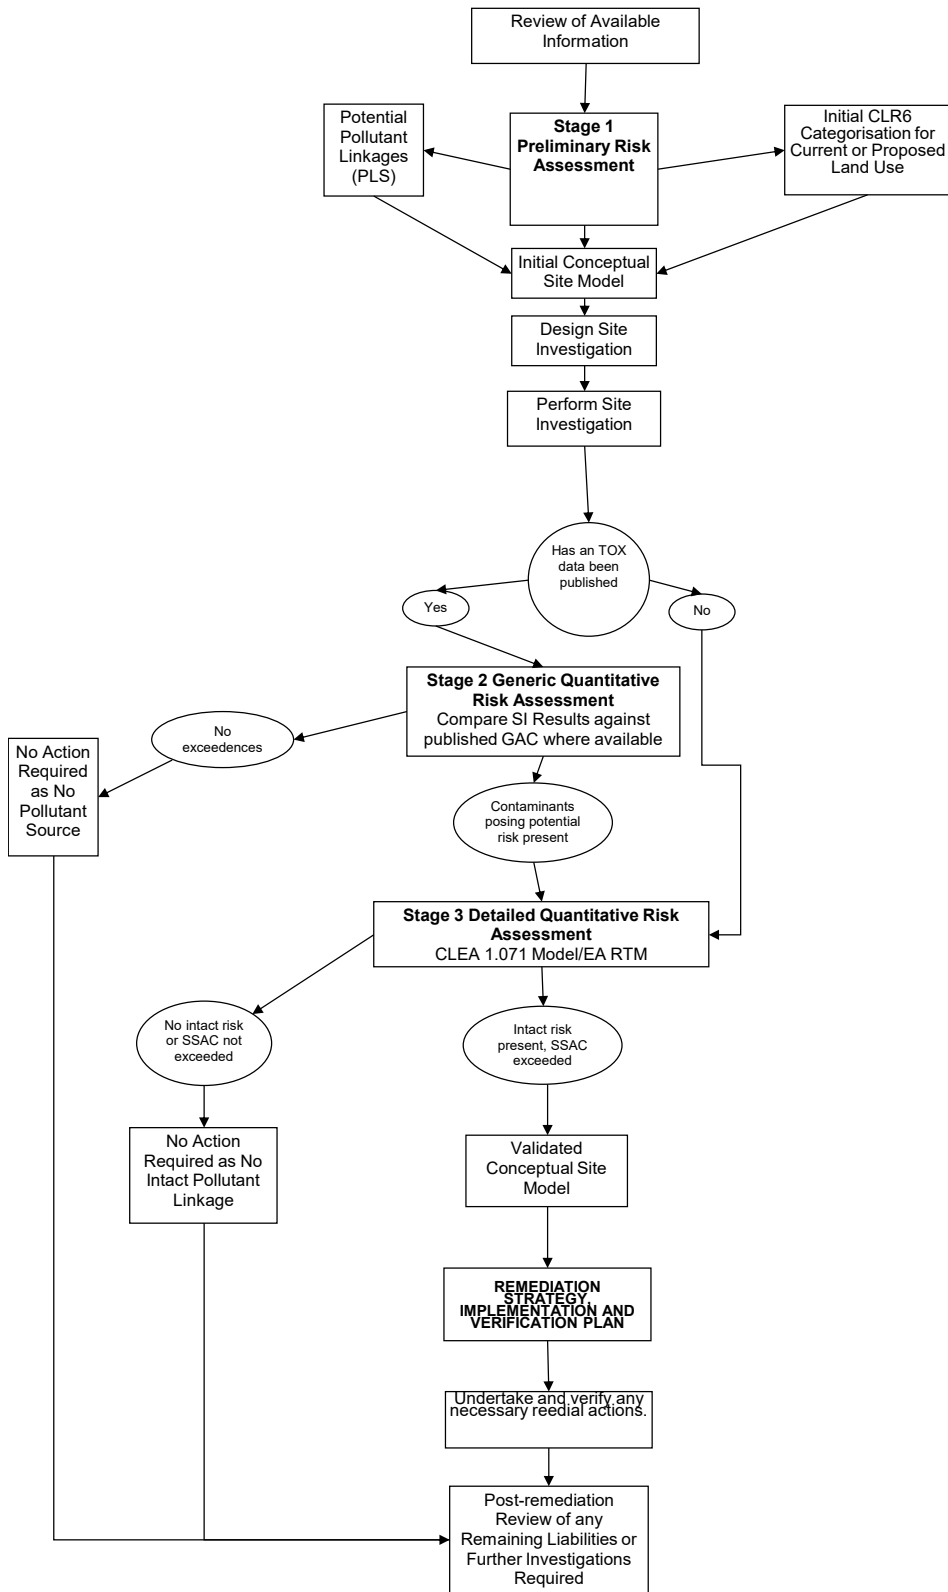 Review of Available
Information
Potential
Pollutant
Linkages
(PLS)
Stage 1
Preliminary Risk
Assessment
Initial CLR6
Categorisation for
Current or Proposed
Land Use
Initial Conceptual
Site Model
Design Site
Investigation
Perform Site
Investigation
Has an TOX
data been
published
Yes
No
Stage 2 Generic Quantitative
Risk Assessment
Compare SI Results against
published GAC where available
No
exceedences
No Action
Required
as No
Pollutant
Source
Contaminants
posing potential
risk present
Stage 3 Detailed Quantitative Risk
Assessment
CLEA 1.071 Model/EA RTM
No intact risk
or SSAC not
exceeded
Intact risk
present, SSAC
exceeded
No Action
Required as No
Intact Pollutant
Linkage
Validated
Conceptual Site
Model
REMEDIATION
STRATEGY,
IMPLEMENTATION AND
VERIFICATION PLAN
Undertake and verify any
necessary reedial actions.
Post-remediation
Review of any
Remaining Liabilities or
Further Investigations
Required